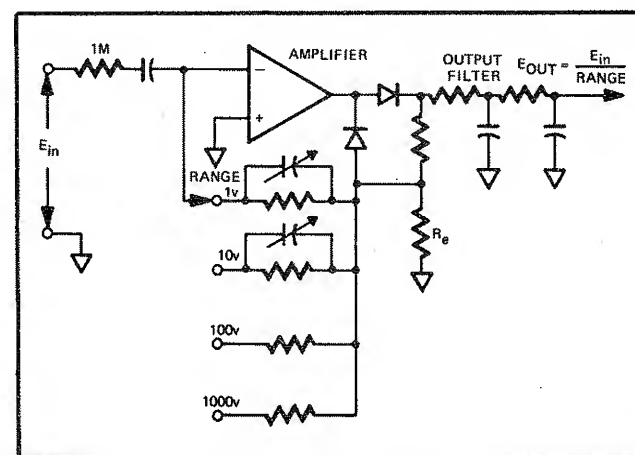 1M
AMPLIFIER
OUTPUT
FILTER
E_OUT = E_in / RANGE
−
+
E_in
RANGE
1v
10v
R_e
100v
1000v